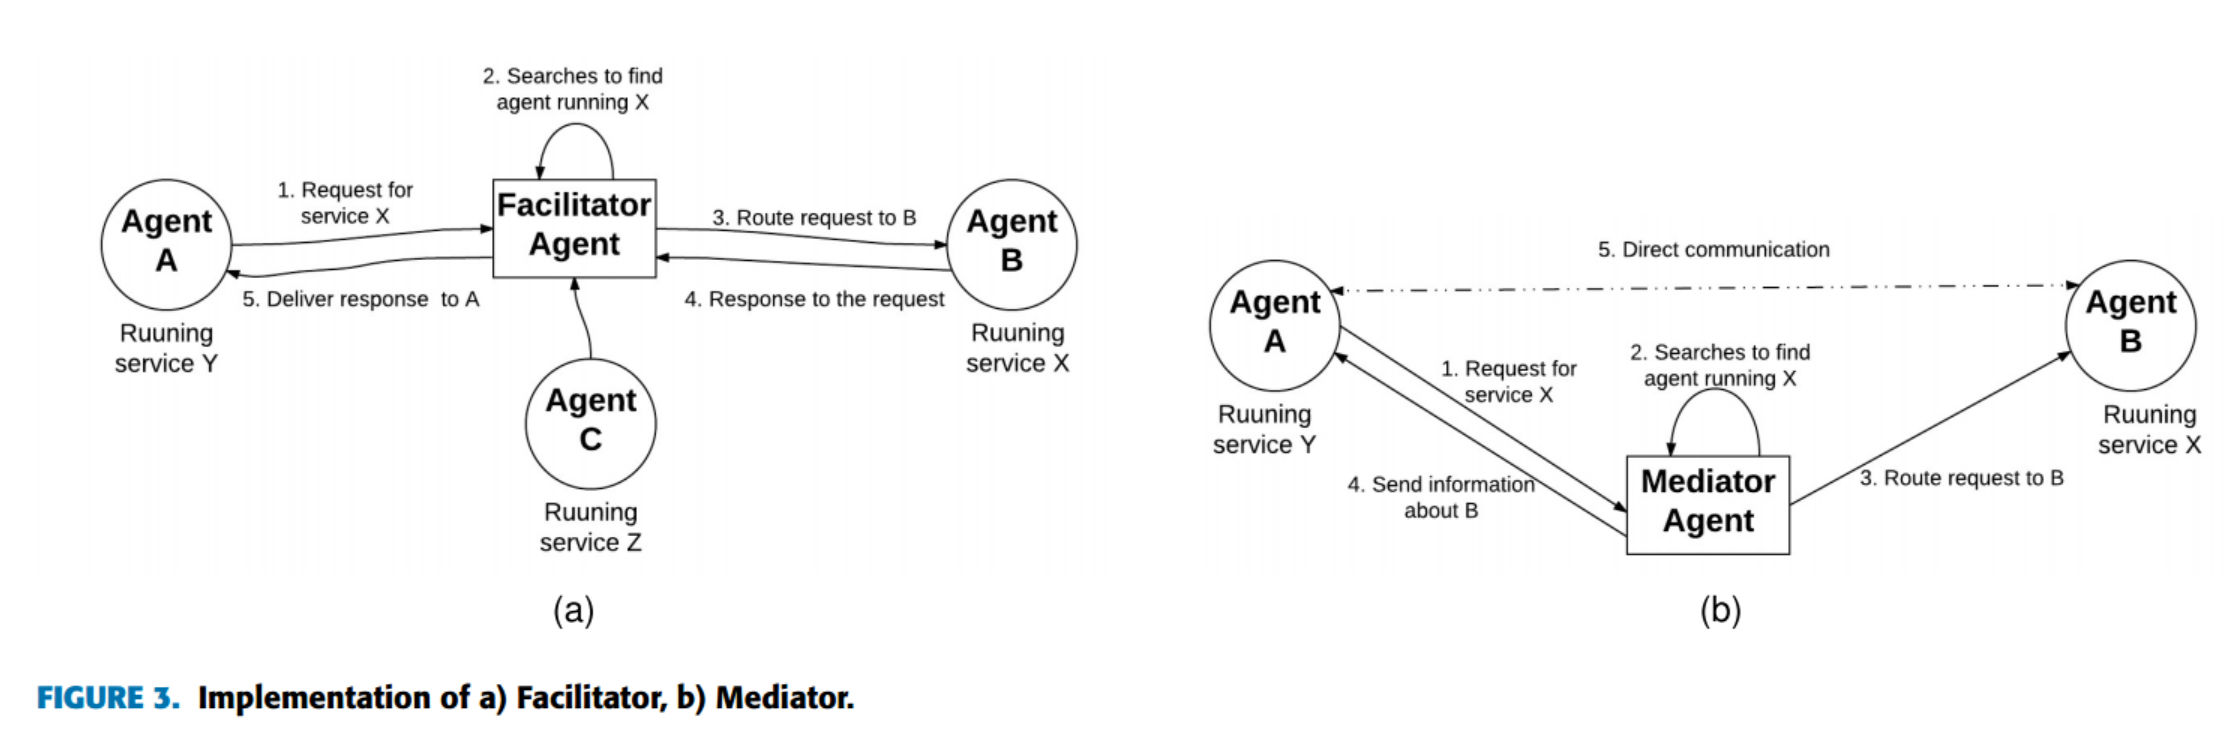 2. Searches to find
agent running X
1. Request for
service X
Facilitator
Agent
3. Route request to B
Agent
A
Agent
B
5. Deliver response to A
4. Response to the request
Ruuning
service Y
Ruuning
service X
Agent
C
Ruuning
service Z
(a)
5. Direct communication
Agent
A
Agent
B
2. Searches to find
agent running X
1. Request for
service X
Ruuning
service Y
Ruuning
service X
4. Send information
about B
Mediator
Agent
3. Route request to B
(b)
FIGURE 3. Implementation of a) Facilitator, b) Mediator.